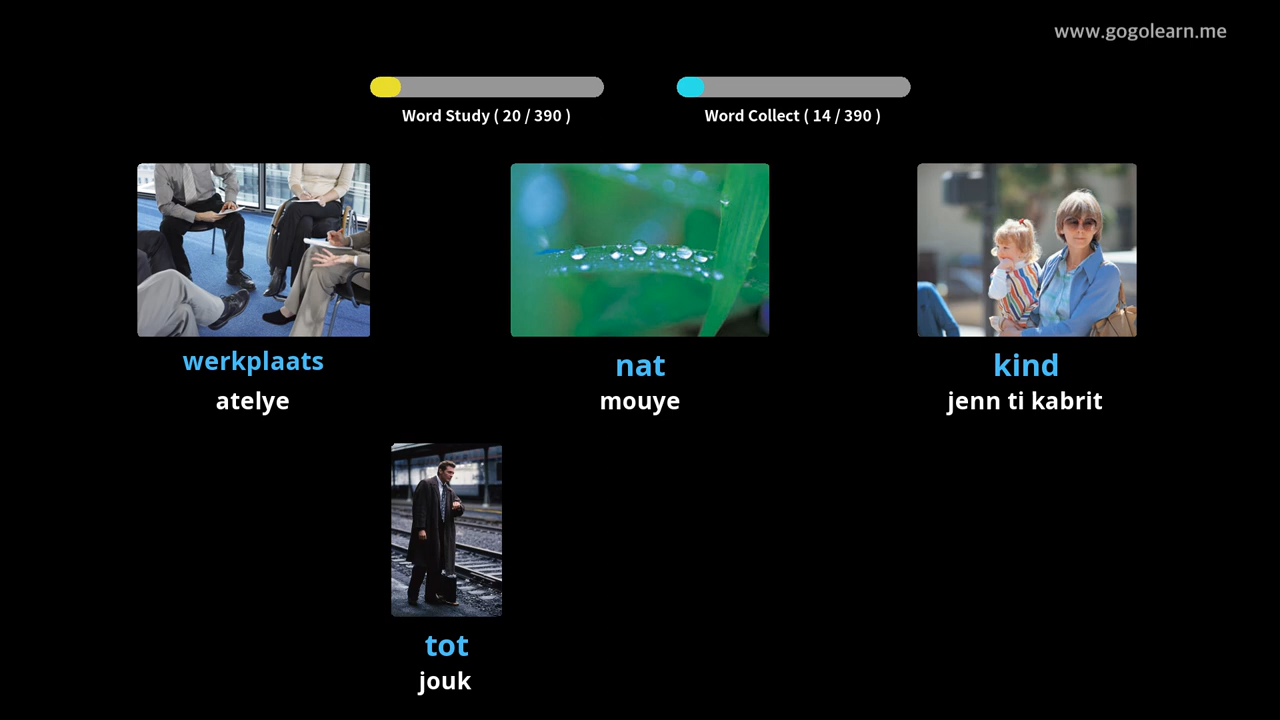 www.gogolearn.me
Word Study ( 20 / 390 )
Word Collect ( 14 / 390 )
werkplaats
atelye
nat
mouye
kind
jenn ti kabrit
tot
jouk